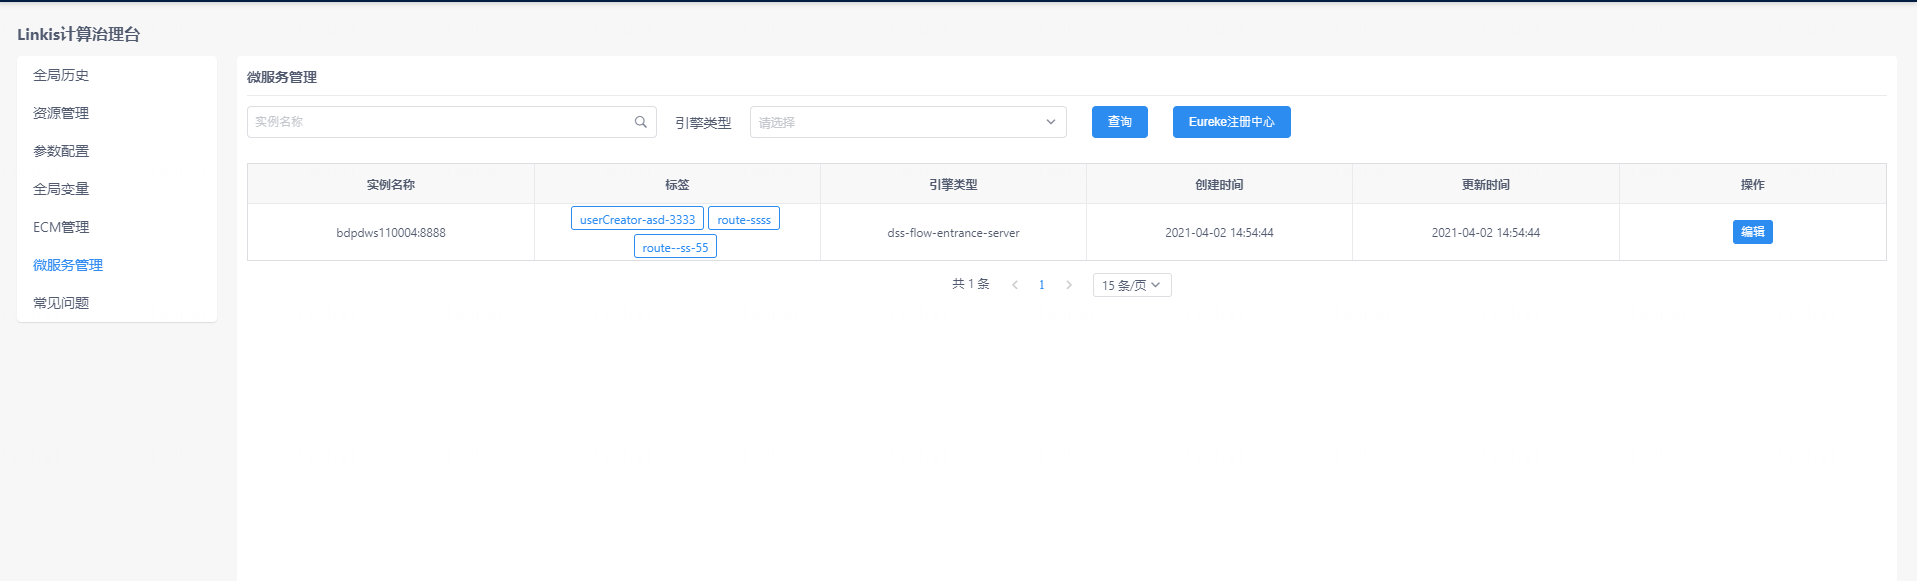 Linkis计算治理台
全局历史
资源管理
参数配置
全局变量
ECM管理
微服务管理
常见问题
微服务管理
实例名称 引擎类型 请选择 查询 Eureke注册中心
实例名称 标签 引擎类型 创建时间 更新时间 操作
bdpdws110004:8888 userCreator-asd-3333 route-ssss route--ss-55 dss-flow-entrance-server 2021-04-02 14:54:44 2021-04-02 14:54:44 编辑
共 1 条 1 15 条/页